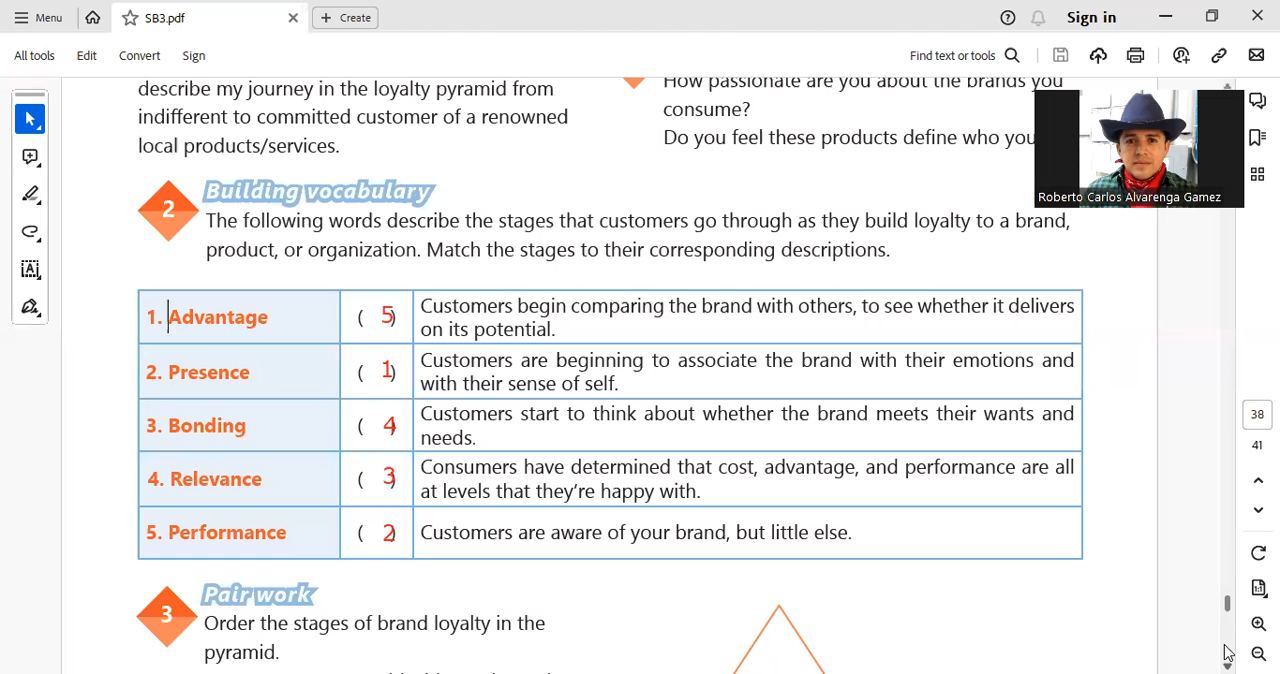 Menu
SB3.pdf
Create
Sign in
All tools
Edit
Convert
Sign
Find text or tools
describe my journey in the loyalty pyramid from
indifferent to committed customer of a renowned
local products/services.
How passionate are you about the brands you
consume?
Do you feel these products define who you
Roberto Carlos Alvarenga Gamez
2
Building vocabulary
The following words describe the stages that customers go through as they build loyalty to a brand,
product, or organization. Match the stages to their corresponding descriptions.
1. Advantage ( 5 ) Customers begin comparing the brand with others, to see whether it delivers
on its potential.
2. Presence ( 1 ) Customers are beginning to associate the brand with their emotions and
with their sense of self.
3. Bonding ( 4 ) Customers start to think about whether the brand meets their wants and
needs.
4. Relevance ( 3 ) Consumers have determined that cost, advantage, and performance are all
at levels that they're happy with.
5. Performance ( 2 ) Customers are aware of your brand, but little else.
3
Pair work
Order the stages of brand loyalty in the
pyramid.
38
41